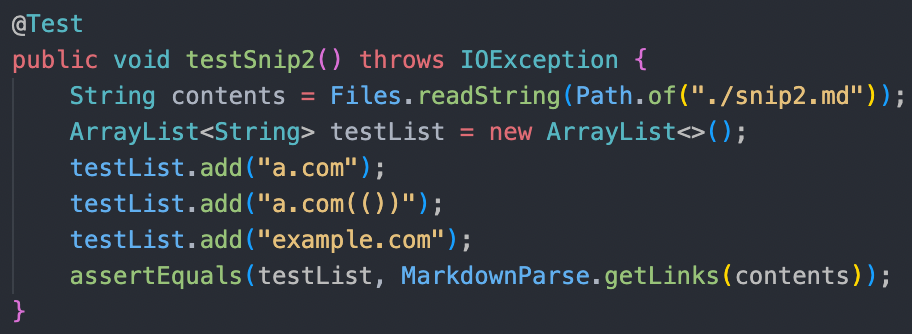 @Test
public void testSnip2() throws IOException {
    String contents = Files.readString(Path.of("./snip2.md"));
    ArrayList<String> testList = new ArrayList<>();
    testList.add("a.com");
    testList.add("a.com(())");
    testList.add("example.com");
    assertEquals(testList, MarkdownParse.getLinks(contents));
}